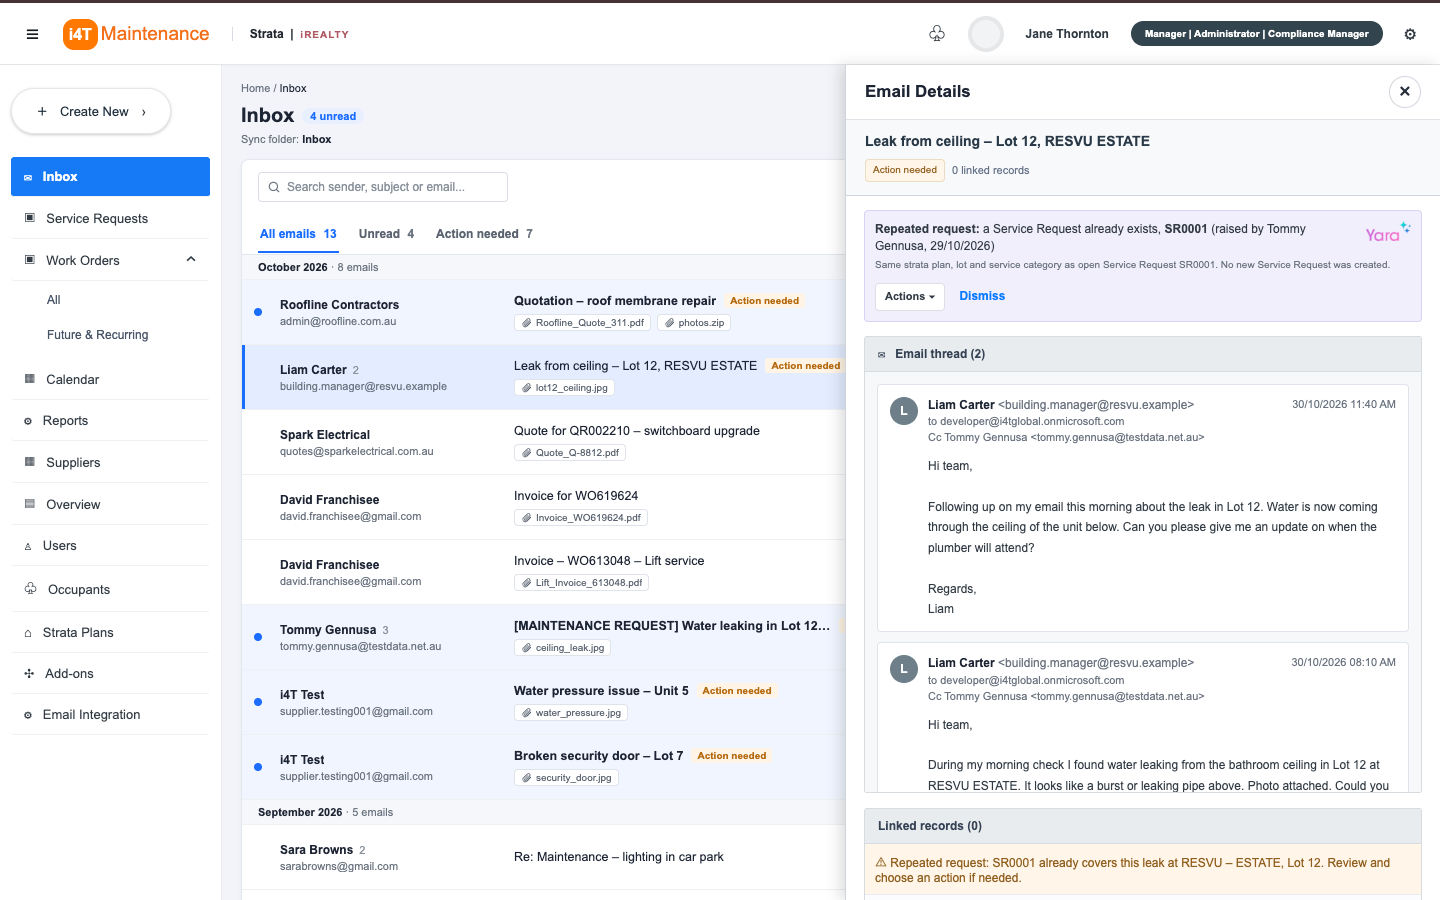 i4T Maintenance
Strata | iREALTY
Jane Thornton
Manager | Administrator | Compliance Manager
+ Create New ›
Inbox
Service Requests
Work Orders
All
Future & Recurring
Calendar
Reports
Suppliers
Overview
Users
Occupants
Strata Plans
Add-ons
Email Integration
Home / Inbox
Inbox 4 unread
Sync folder: Inbox
Search sender, subject or email...
All emails 13 Unread 4 Action needed 7
October 2026 · 8 emails
Roofline Contractors
admin@roofline.com.au
Quotation – roof membrane repair Action needed
Roofline_Quote_311.pdf photos.zip
Liam Carter 2
building.manager@resvu.example
Leak from ceiling – Lot 12, RESVU ESTATE Action needed
lot12_ceiling.jpg
Spark Electrical
quotes@sparkelectrical.com.au
Quote for QR002210 – switchboard upgrade
Quote_Q-8812.pdf
David Franchisee
david.franchisee@gmail.com
Invoice for WO619624
Invoice_WO619624.pdf
David Franchisee
david.franchisee@gmail.com
Invoice – WO613048 – Lift service
Lift_Invoice_613048.pdf
Tommy Gennusa 3
tommy.gennusa@testdata.net.au
[MAINTENANCE REQUEST] Water leaking in Lot 12...
ceiling_leak.jpg
i4T Test
supplier.testing001@gmail.com
Water pressure issue – Unit 5 Action needed
water_pressure.jpg
i4T Test
supplier.testing001@gmail.com
Broken security door – Lot 7 Action needed
security_door.jpg
September 2026 · 5 emails
Sara Browns 2
sarabrowns@gmail.com
Re: Maintenance – lighting in car park
Email Details
Leak from ceiling – Lot 12, RESVU ESTATE
Action needed 0 linked records
Repeated request: a Service Request already exists, SR0001 (raised by Tommy
Gennusa, 29/10/2026)
Yara
Same strata plan, lot and service category as open Service Request SR0001. No new Service Request was created.
Actions Dismiss
Email thread (2)
L
Liam Carter <building.manager@resvu.example> 30/10/2026 11:40 AM
to developer@i4tglobal.onmicrosoft.com
Cc Tommy Gennusa <tommy.gennusa@testdata.net.au>
Hi team,
Following up on my email this morning about the leak in Lot 12. Water is now coming
through the ceiling of the unit below. Can you please give me an update on when the
plumber will attend?
Regards,
Liam
L
Liam Carter <building.manager@resvu.example> 30/10/2026 08:10 AM
to developer@i4tglobal.onmicrosoft.com
Cc Tommy Gennusa <tommy.gennusa@testdata.net.au>
Hi team,
During my morning check I found water leaking from the bathroom ceiling in Lot 12 at
RESVU ESTATE. It looks like a burst or leaking pipe above. Photo attached. Could you
Linked records (0)
⚠ Repeated request: SR0001 already covers this leak at RESVU – ESTATE, Lot 12. Review and
choose an action if needed.